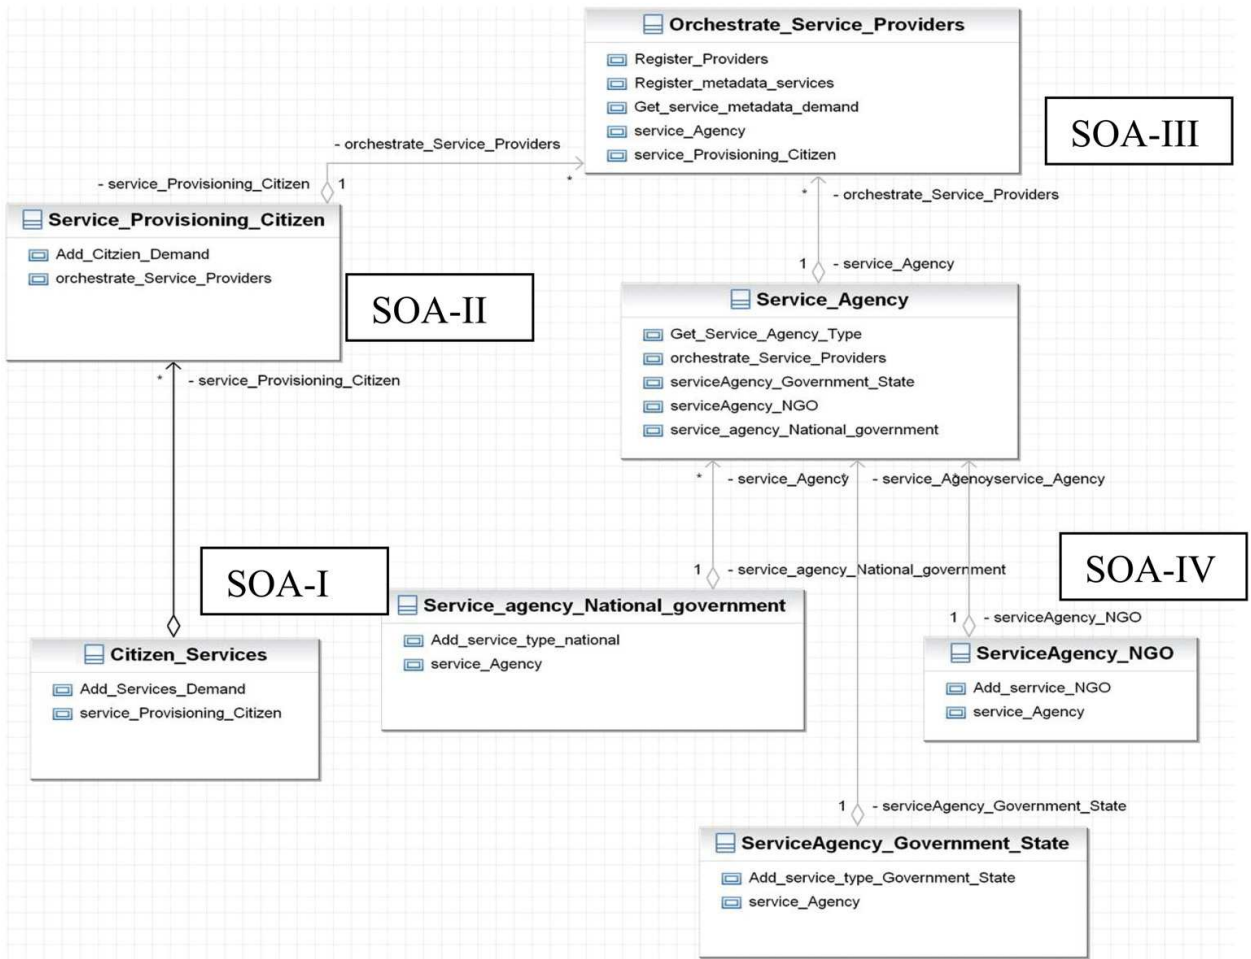 Orchestrate_Service_Providers
Register_Providers
Register_metadata_services
Get_service_metadata_demand
service_Agency
service_Provisioning_Citizen
SOA-III
- orchestrate_Service_Providers
*
- service_Provisioning_Citizen
1
* - orchestrate_Service_Providers
Service_Provisioning_Citizen
Add_Citzien_Demand
orchestrate_Service_Providers
SOA-II
1 - service_Agency
Service_Agency
Get_Service_Agency_Type
orchestrate_Service_Providers
serviceAgency_Government_State
serviceAgency_NGO
service_agency_National_government
* - service_Provisioning_Citizen
* - service_Agency
* - service_Agency
* - service_Agency
SOA-I
1 - service_agency_National_government
SOA-IV
Service_agency_National_government
Add_service_type_national
service_Agency
1 - serviceAgency_NGO
Citizen_Services
Add_Services_Demand
service_Provisioning_Citizen
ServiceAgency_NGO
Add_serrvice_NGO
service_Agency
1 - serviceAgency_Government_State
ServiceAgency_Government_State
Add_service_type_Government_State
service_Agency